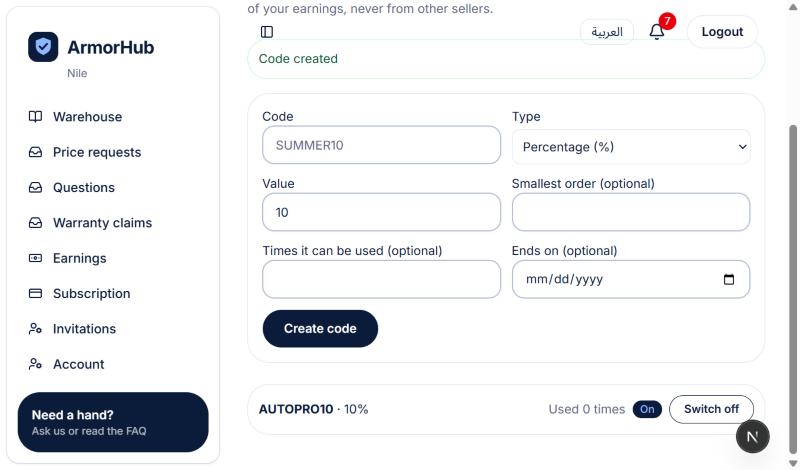 ArmorHub
Nile
Warehouse
Price requests
Questions
Warranty claims
Earnings
Subscription
Invitations
Account
Need a hand?
Ask us or read the FAQ
of your earnings, never from other sellers.
العربية
7
Logout
Code created
Code
Type
SUMMER10
Percentage (%)
Value
Smallest order (optional)
10
Times it can be used (optional)
Ends on (optional)
mm/dd/yyyy
Create code
AUTOPRO10 · 10%
Used 0 times
On
Switch off
N